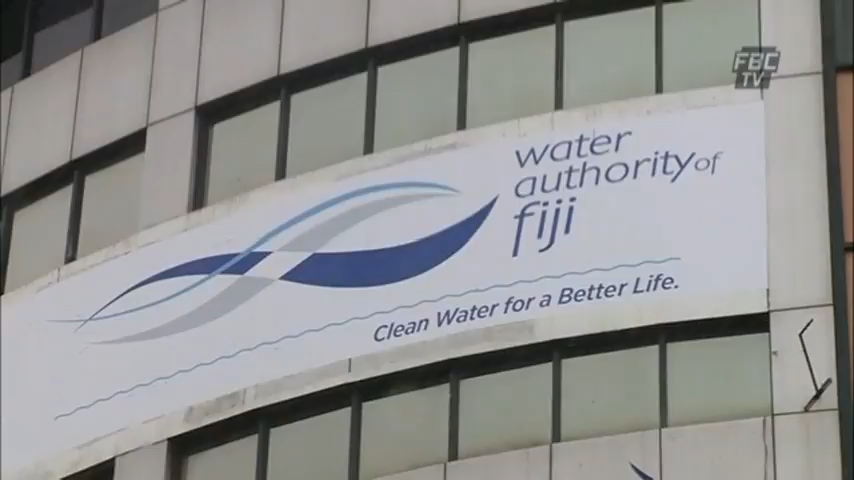 FBC
TV
water
authority of
fiji
Clean Water for a Better Life.